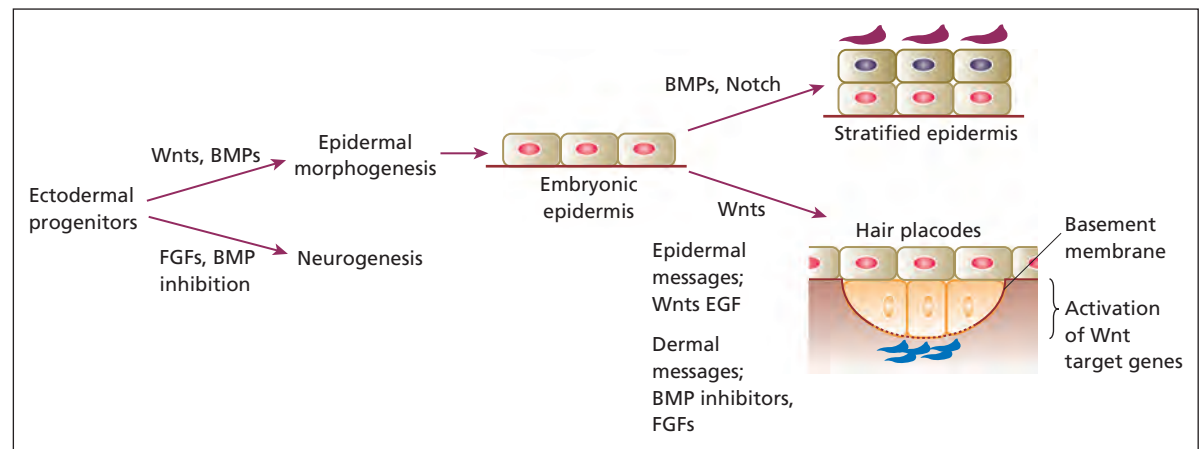 Ectodermal
progenitors
Wnts, BMPs
FGFs, BMP
inhibition
Epidermal
morphogenesis
Neurogenesis
Embryonic
epidermis
BMPs, Notch
Stratified epidermis
Wnts
Epidermal
messages;
Wnts EGF
Dermal
messages;
BMP inhibitors,
FGFs
Hair placodes
Basement
membrane
Activation
of Wnt
target genes